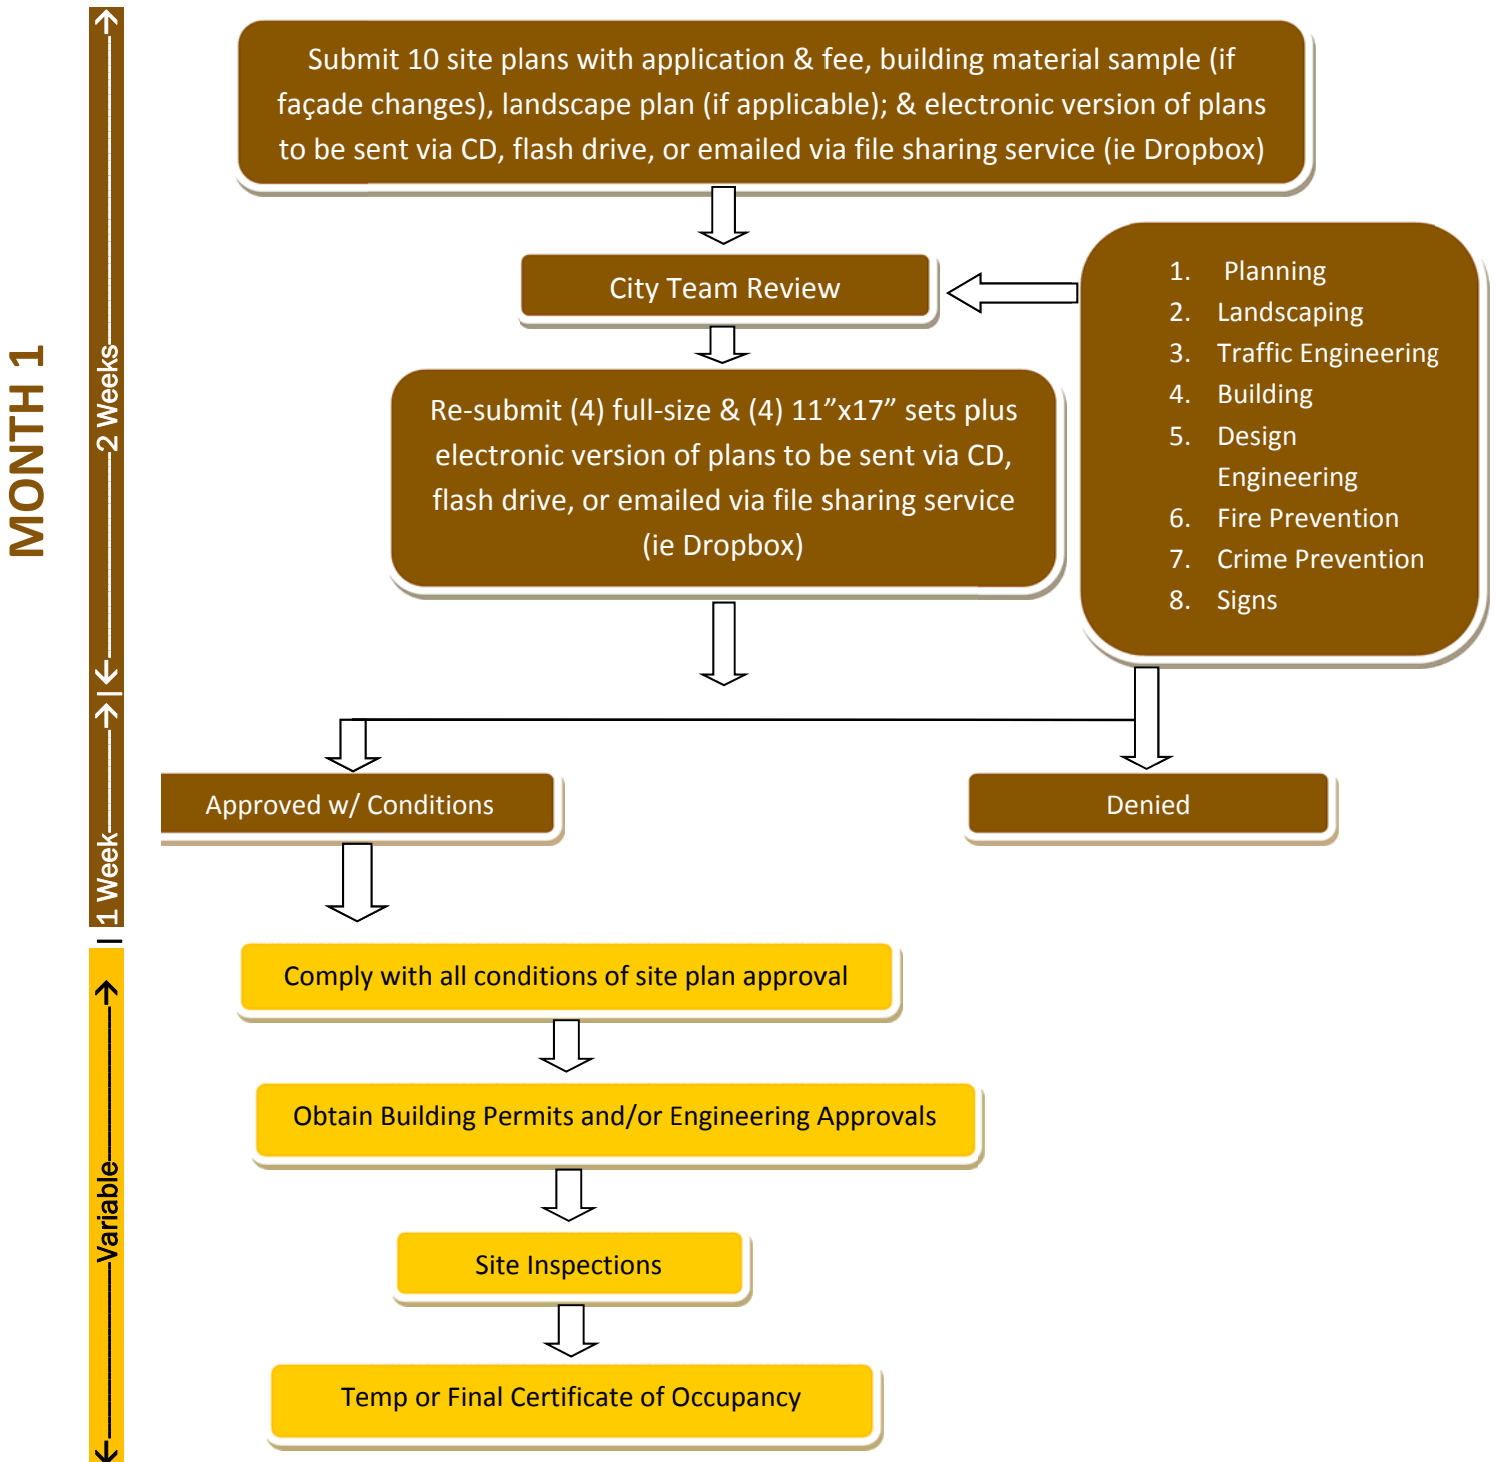 MONTH 1
2 Weeks
1 Week
Variable
Submit 10 site plans with application & fee, building material sample (if
façade changes), landscape plan (if applicable); & electronic version of plans
to be sent via CD, flash drive, or emailed via file sharing service (ie Dropbox)
City Team Review
1. Planning
2. Landscaping
3. Traffic Engineering
4. Building
5. Design
Engineering
6. Fire Prevention
7. Crime Prevention
8. Signs
Re-submit (4) full-size & (4) 11”x17” sets plus
electronic version of plans to be sent via CD,
flash drive, or emailed via file sharing service
(ie Dropbox)
Approved w/ Conditions
Denied
Comply with all conditions of site plan approval
Obtain Building Permits and/or Engineering Approvals
Site Inspections
Temp or Final Certificate of Occupancy